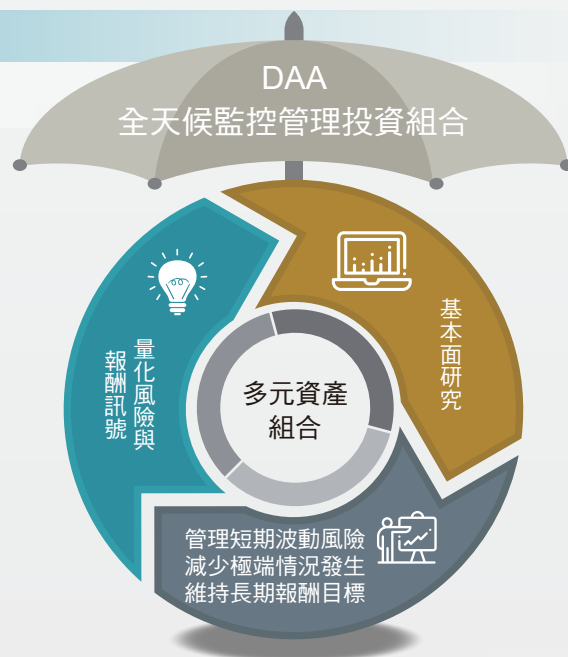 DAA
全天候監控管理投資組合
基本面研究
量化風險與
報酬訊號
多元資產
組合
管理短期波動風險
減少極端情況發生
維持長期報酬目標